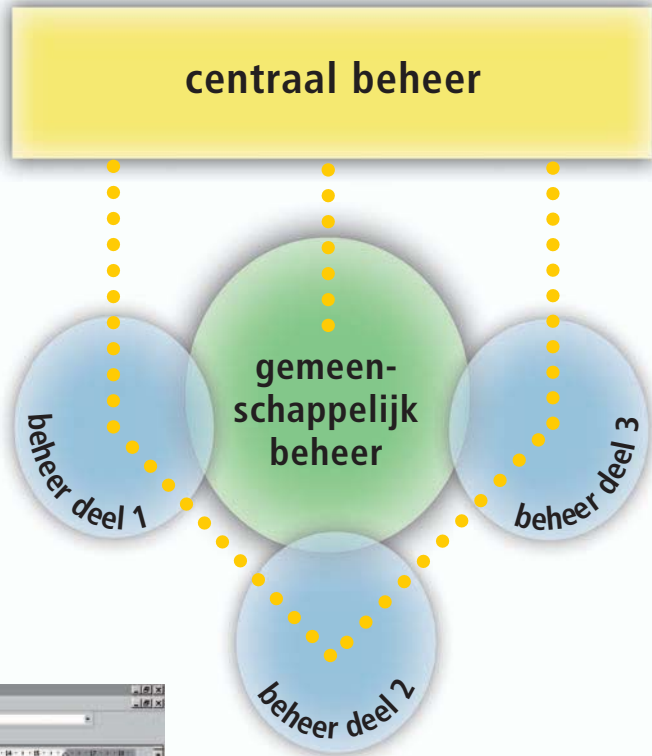 centraal beheer
gemeen-
schappelijk
beheer
beheer deel 1
beheer deel 3
beheer deel 2